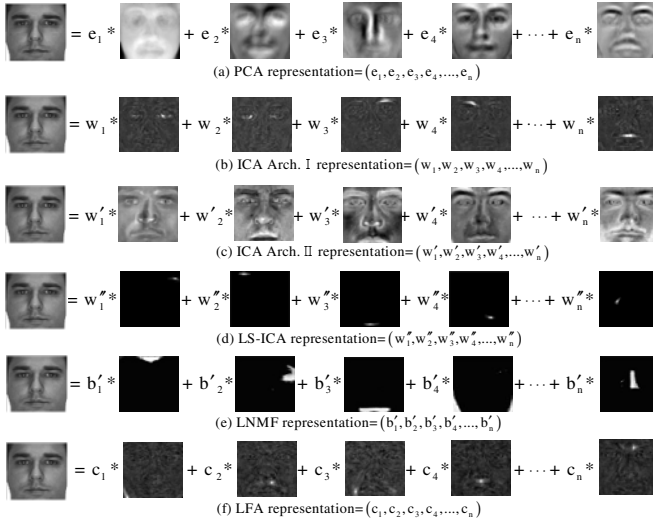 = e₁* + e₂* + e₃* + e₄* + ··· + eₙ*
(a) PCA representation=(e₁,e₂,e₃,e₄,...,eₙ)
= w₁* + w₂* + w₃* + w₄* + ··· + wₙ*
(b) ICA Arch. I representation=(w₁,w₂,w₃,w₄,...,wₙ)
= w′₁* + w′₂* + w′₃* + w′₄* + ··· + w′ₙ*
(c) ICA Arch. II representation=(w′₁,w′₂,w′₃,w′₄,...,w′ₙ)
= w″₁* + w″₂* + w″₃* + w″₄* + ··· + w″ₙ*
(d) LS-ICA representation=(w″₁,w″₂,w″₃,w″₄,...,w″ₙ)
= b′₁* + b′₂* + b′₃* + b′₄* + ··· + b′ₙ*
(e) LNMF representation=(b′₁,b′₂,b′₃,b′₄,...,b′ₙ)
= c₁* + c₂* + c₃* + c₄* + ··· + cₙ*
(f) LFA representation=(c₁,c₂,c₃,c₄,...,cₙ)